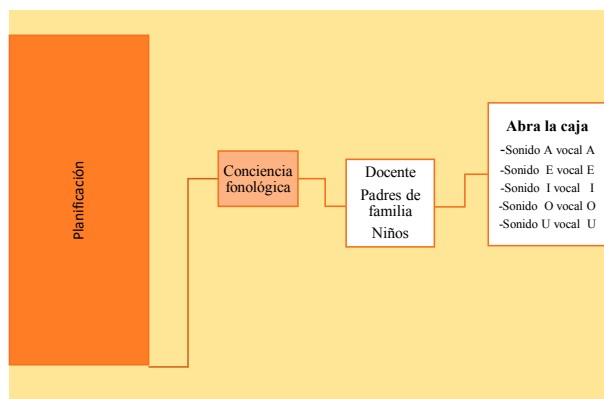 Planificación
Conciencia
fonológica
Docente
Padres de
familia
Niños
Abra la caja
-Sonido A vocal A
-Sonido E vocal E
-Sonido I vocal I
-Sonido O vocal O
-Sonido U vocal U